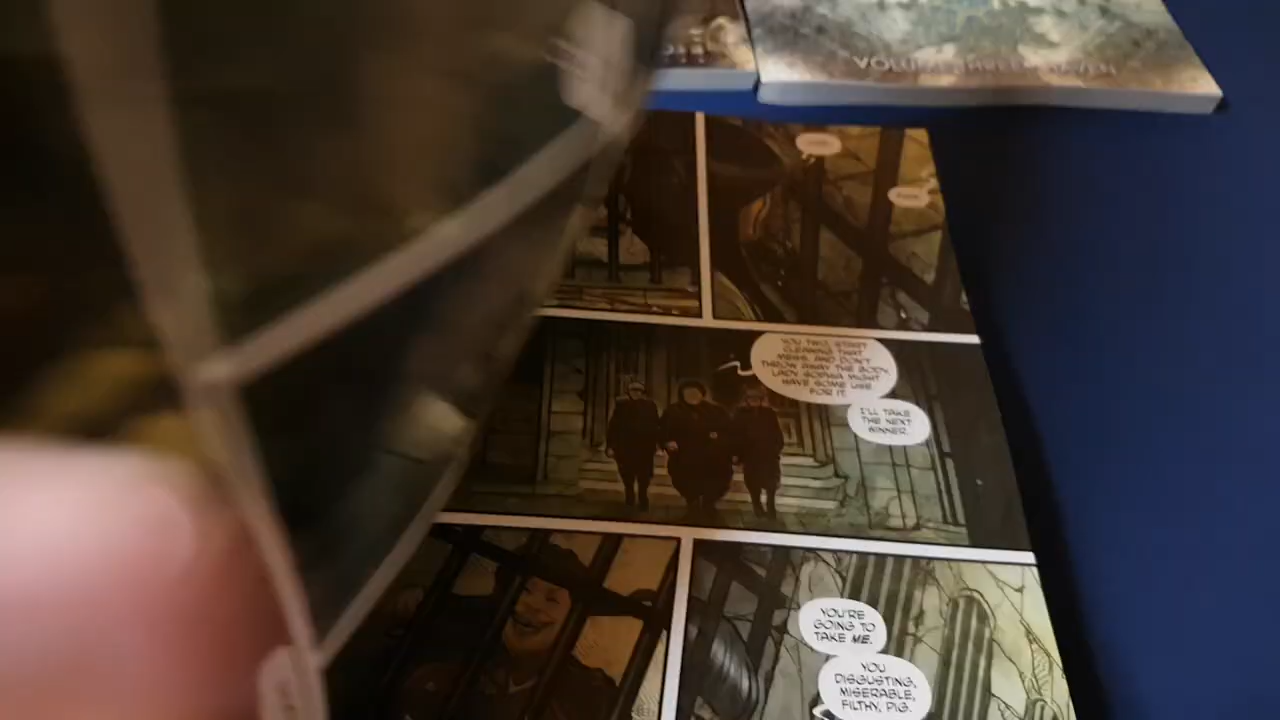 YOU TWO, START
CLEANING THAT
MESS. AND DON'T
THROW AWAY THE BODY.
LADY SOPHIA MIGHT
HAVE SOME USE
FOR IT.
I'LL TAKE
THE NEXT
WINNER.
YOU'RE
GOING TO
TAKE ME.
YOU
DISGUSTING,
MISERABLE,
FILTHY, PIG.